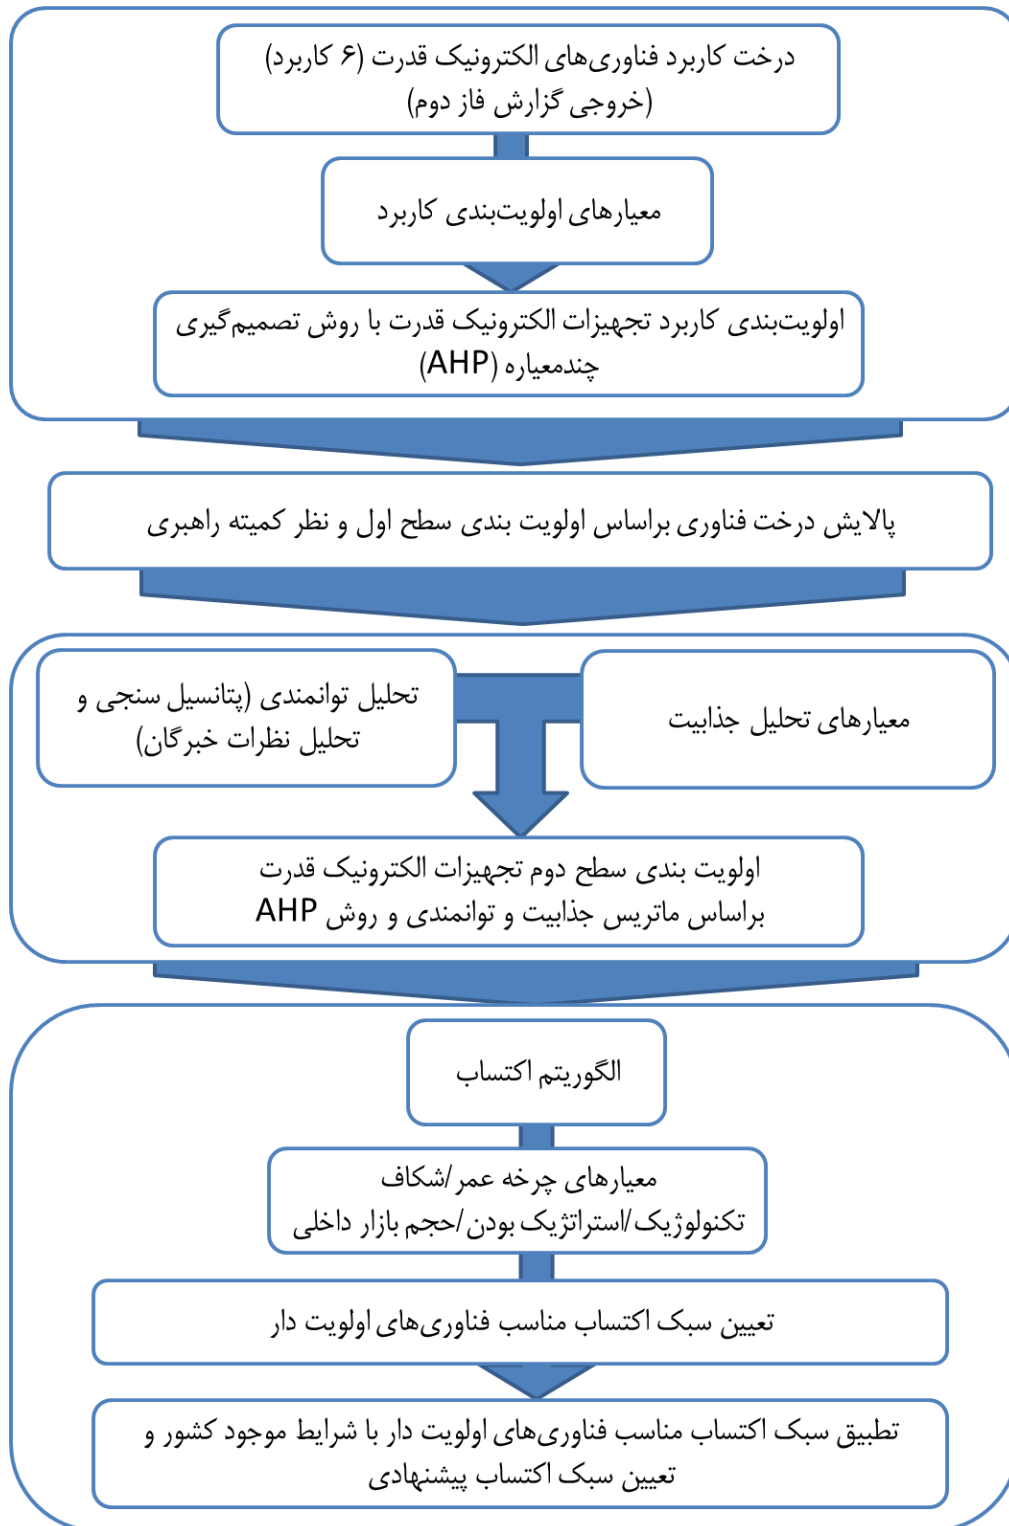 درخت کاربرد فناوری‌های الکترونیک قدرت (۶ کاربرد)
(خروجی گزارش فاز دوم)
معیارهای اولویت‌بندی کاربرد
اولویت‌بندی کاربرد تجهیزات الکترونیک قدرت با روش تصمیم‌گیری
چندمعیاره (AHP)
پالایش درخت فناوری براساس اولویت بندی سطح اول و نظر کمیته راهبری
معیارهای تحلیل جذابیت
تحلیل توانمندی (پتانسیل سنجی و
تحلیل نظرات خبرگان)
اولویت بندی سطح دوم تجهیزات الکترونیک قدرت
براساس ماتریس جذابیت و توانمندی و روش AHP
الگوریتم اکتساب
معیارهای چرخه عمر/شکاف
تکنولوژیک/استراتژیک بودن/حجم بازار داخلی
تعیین سبک اکتساب مناسب فناوری‌های اولویت دار
تطبیق سبک اکتساب مناسب فناوری‌های اولویت دار با شرایط موجود کشور و
تعیین سبک اکتساب پیشنهادی